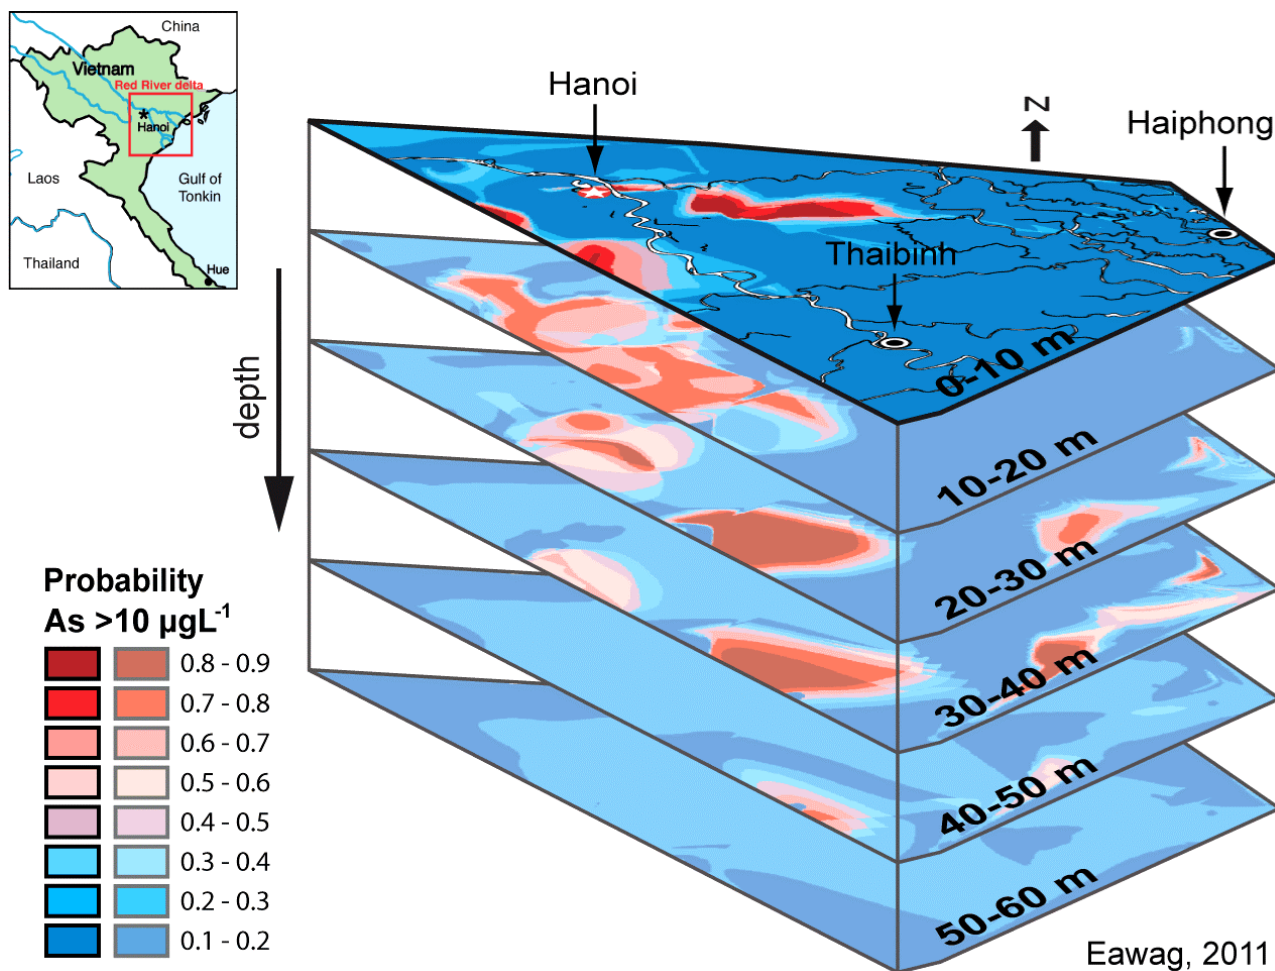 China
Vietnam
Red River delta
*
Hanoi
Laos
Gulf of
Tonkin
Thailand
Hue
Hanoi
N
Haiphong
Thaibinh
depth
0-10 m
10-20 m
20-30 m
30-40 m
40-50 m
50-60 m
Probability
As >10 µgL⁻¹
0.8 - 0.9
0.7 - 0.8
0.6 - 0.7
0.5 - 0.6
0.4 - 0.5
0.3 - 0.4
0.2 - 0.3
0.1 - 0.2
Eawag, 2011